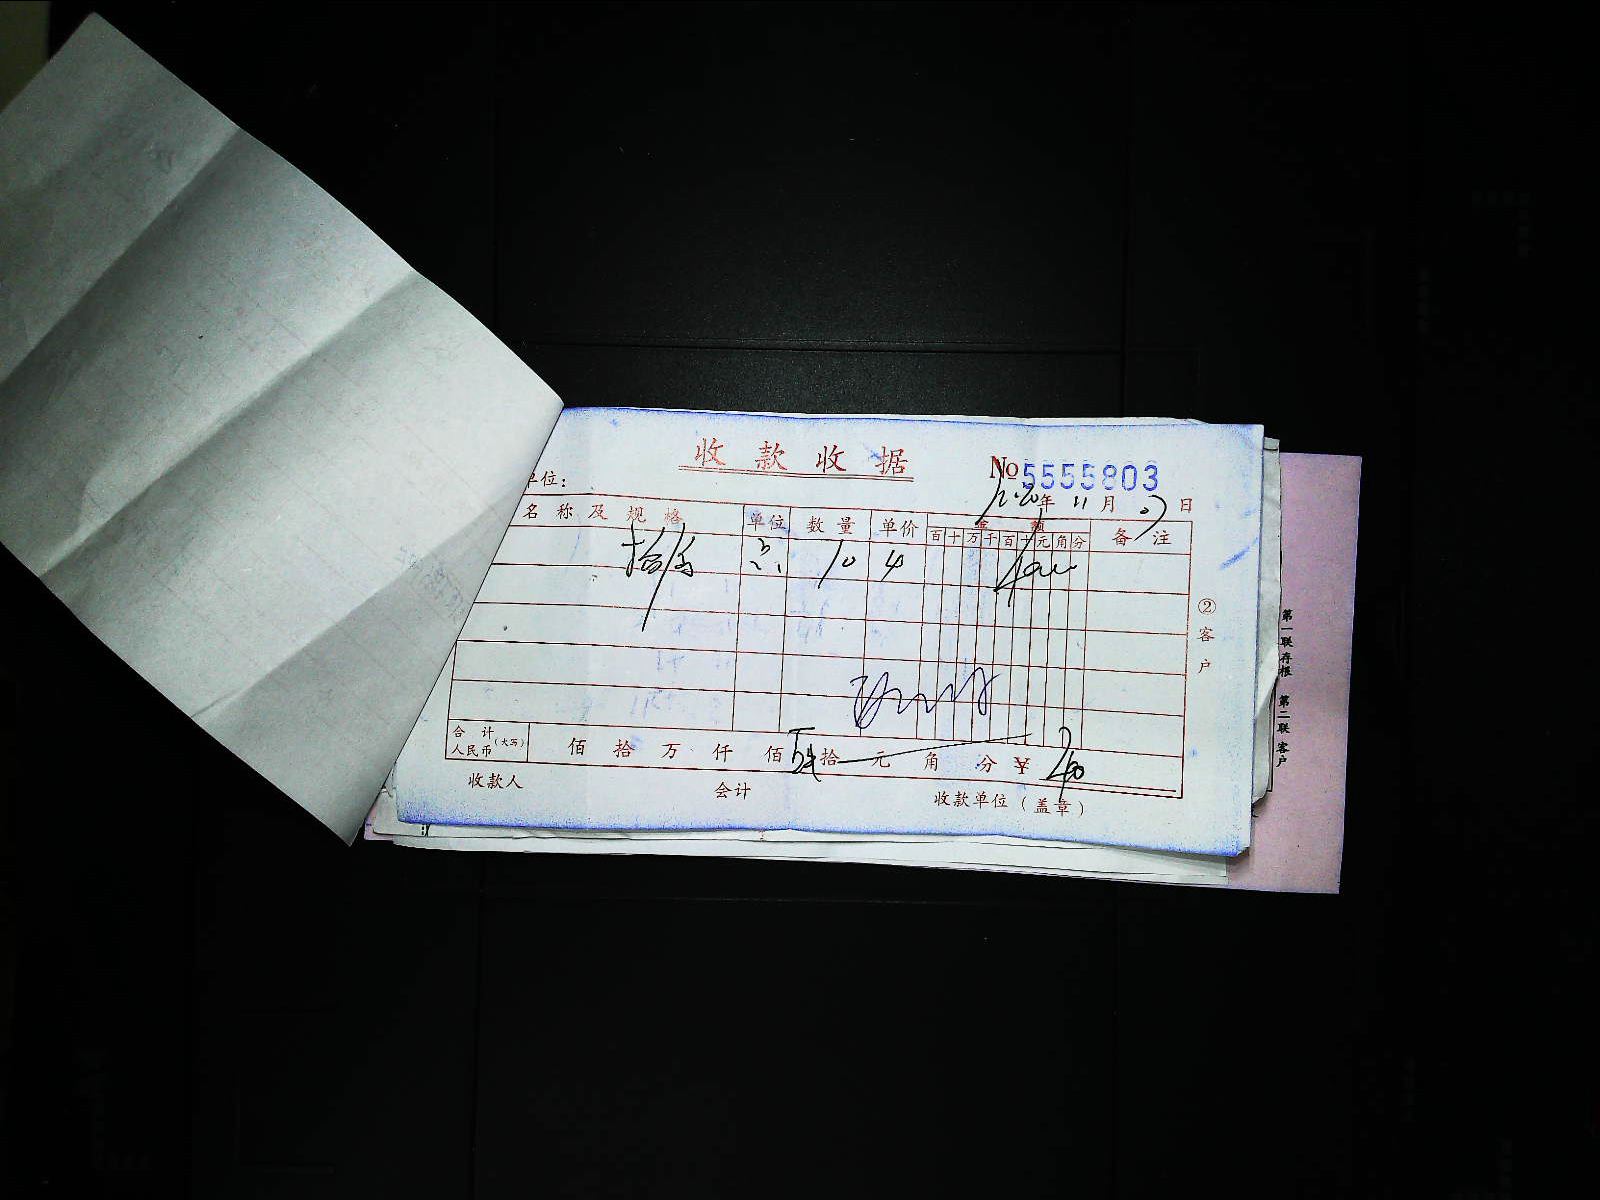 收款收据
No 5555803
单位:
年 11 月 日
名称及规格 单位 数量 单价 金额 备注
百十万千百十元角分
10 4
②客户
合计人民币(大写) 佰 拾 万 仟 佰 拾 元 角 分 ¥
收款人 会计 收款单位(盖章)
第一联存根 第二联客户